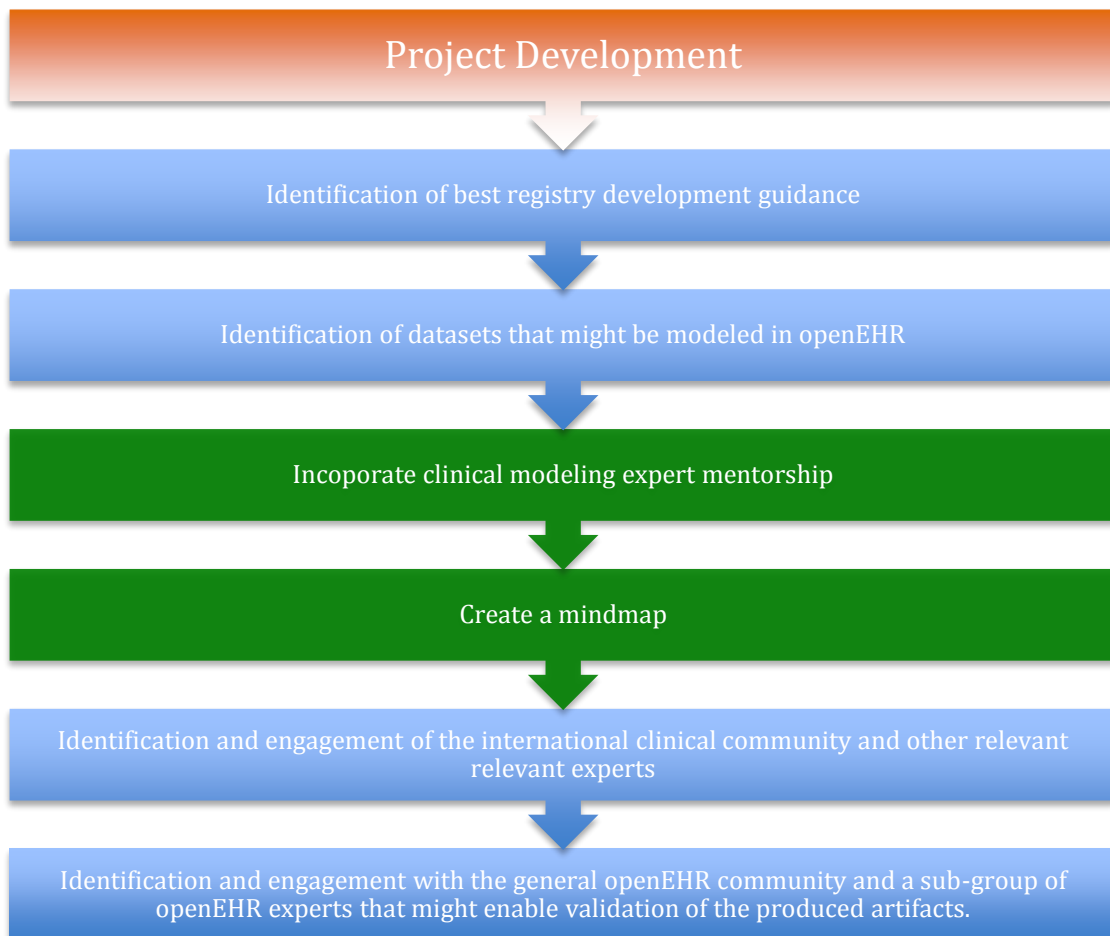 Project Development
Identification of best registry development guidance
Identification of datasets that might be modeled in openEHR
Incoporate clinical modeling expert mentorship
Create a mindmap
Identification and engagement of the international clinical community and other relevant
relevant experts
Identification and engagement with the general openEHR community and a sub-group of
openEHR experts that might enable validation of the produced artifacts.